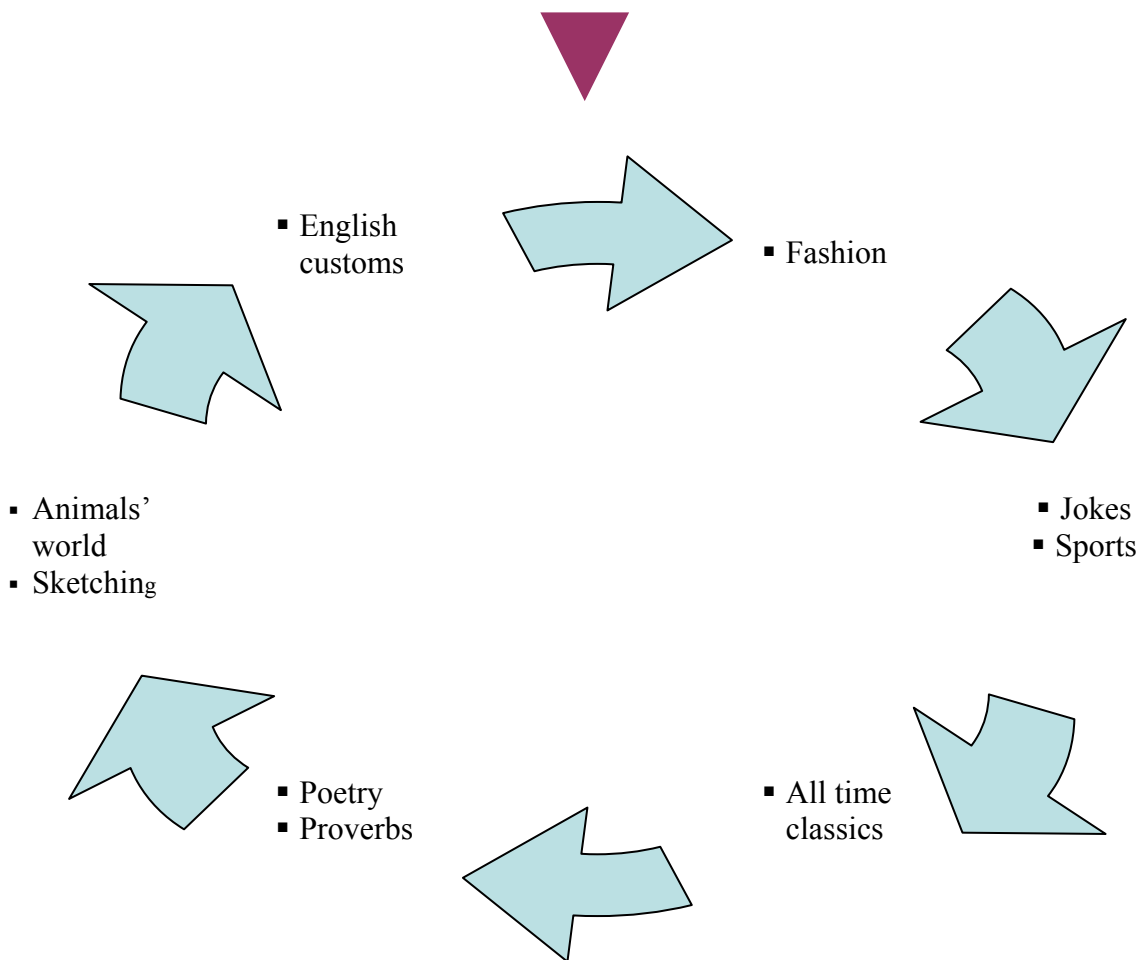 ▪ English
customs
▪ Fashion
▪ Jokes
▪ Sports
▪ All time
classics
▪ Poetry
▪ Proverbs
▪ Animals’
world
▪ Sketching